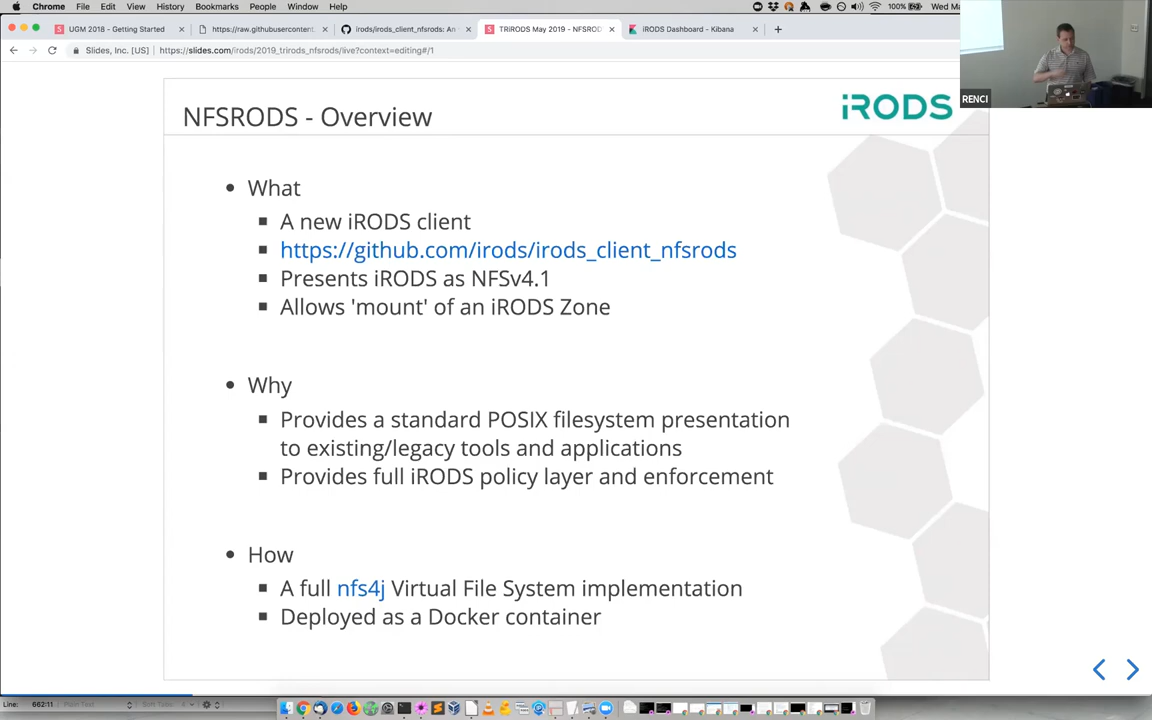 Chrome File Edit View History Bookmarks People Window Help
100%
Wed Ma
UGM 2018 - Getting Started
https://raw.githubusercontent.
irods/irods_client_nfsrods: An
TRiRODS May 2019 - NFSROD
iRODS Dashboard - Kibana
Slides, Inc. [US] https://slides.com/irods/2019_trirods_nfsrods/live?context=editing#/1
RENCI
NFSRODS - Overview
iRODS
What
A new iRODS client
https://github.com/irods/irods_client_nfsrods
Presents iRODS as NFSv4.1
Allows 'mount' of an iRODS Zone
Why
Provides a standard POSIX filesystem presentation
to existing/legacy tools and applications
Provides full iRODS policy layer and enforcement
How
A full nfs4j Virtual File System implementation
Deployed as a Docker container
Line: 662:11 Plain Text